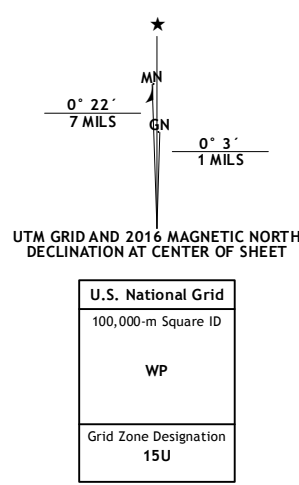 ★
MN
0° 22´
7 MILS
GN
0° 3´
1 MILS
UTM GRID AND 2016 MAGNETIC NORTH
DECLINATION AT CENTER OF SHEET
U.S. National Grid
100,000-m Square ID
WP
Grid Zone Designation
15U